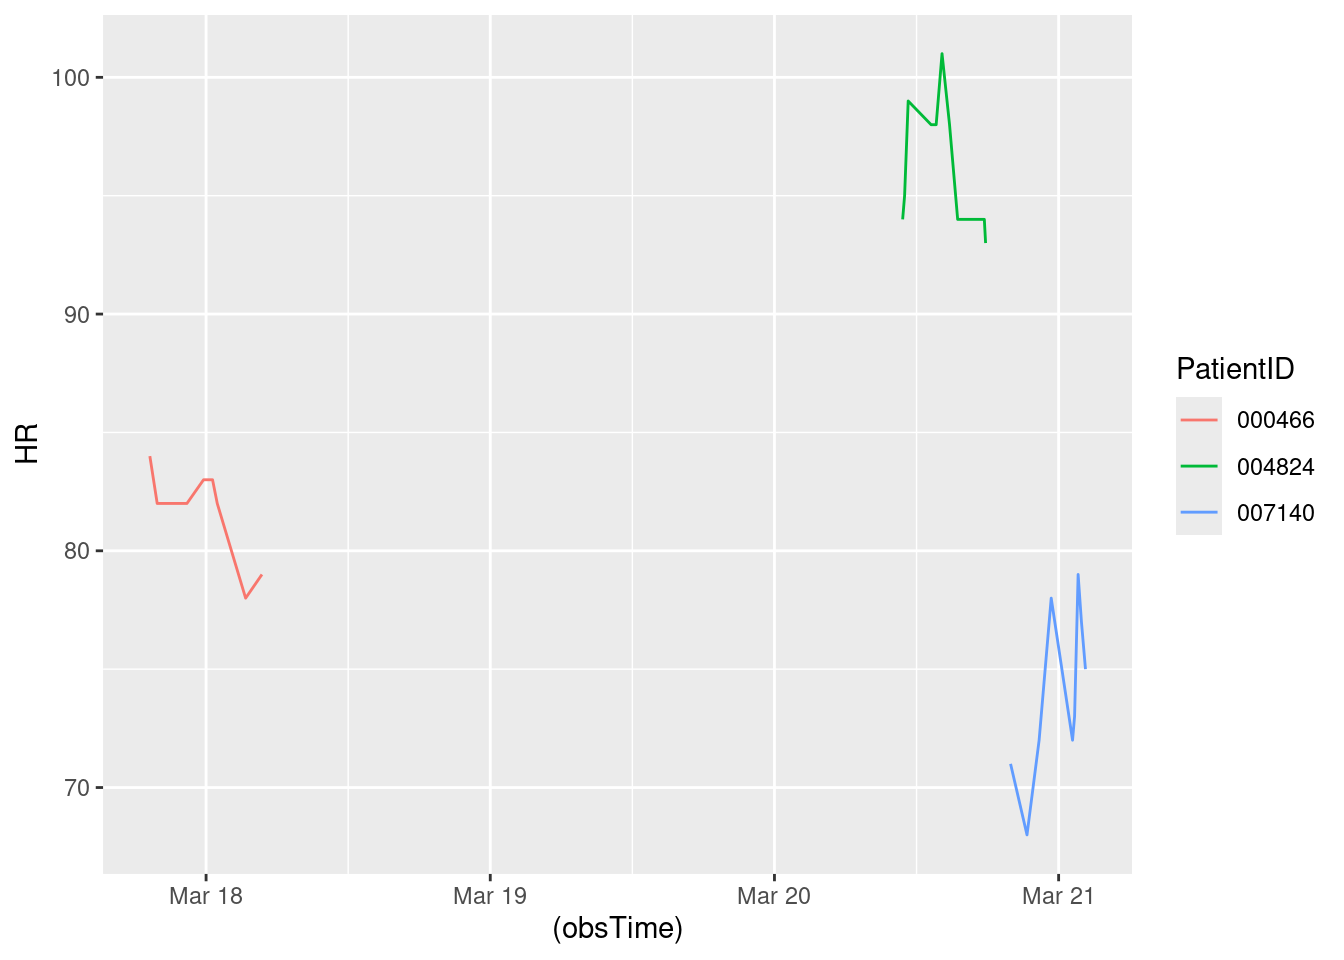 100
90
80
70
HR
Mar 18
Mar 19
Mar 20
Mar 21
(obsTime)
PatientID
000466
004824
007140